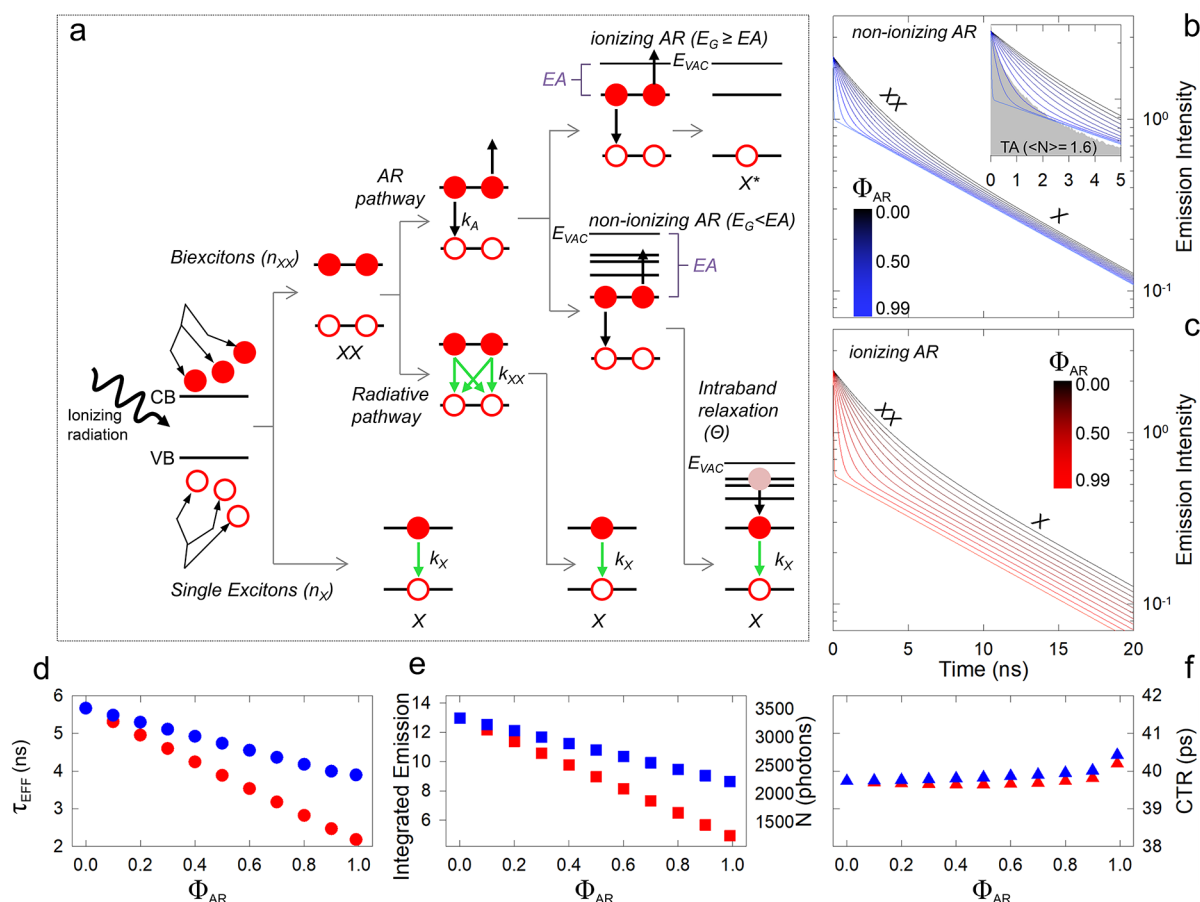 a
ionizing AR (E_G ≥ EA)
E_VAC
EA
X*
AR
pathway
k_A
non-ionizing AR (E_G<EA)
E_VAC
EA
Biexcitons (n_XX)
XX
k_XX
Radiative
pathway
CB
Ionizing
radiation
VB
Intraband
relaxation
(Θ)
E_VAC
k_X
k_X
k_X
Single Excitons (n_X)
X
X
X
b
non-ionizing AR
XX
X
TA (<N>= 1.6)
0 1 2 3 4 5
Φ_AR
0.00
0.50
0.99
10⁰
10⁻¹
Emission Intensity
c
ionizing AR
XX
X
Φ_AR
0.00
0.50
0.99
10⁰
10⁻¹
Emission Intensity
0 5 10 15 20
Time (ns)
d
τ_EFF (ns)
6
5
4
3
2
0.0 0.2 0.4 0.6 0.8 1.0
Φ_AR
e
Integrated Emission
14
13
12
11
10
9
8
6
3500
3000
2500
2000
1500
N (photons)
0.0 0.2 0.4 0.6 0.8 1.0
Φ_AR
f
42
41
40
39
38
CTR (ps)
0.0 0.2 0.4 0.6 0.8 1.0
Φ_AR